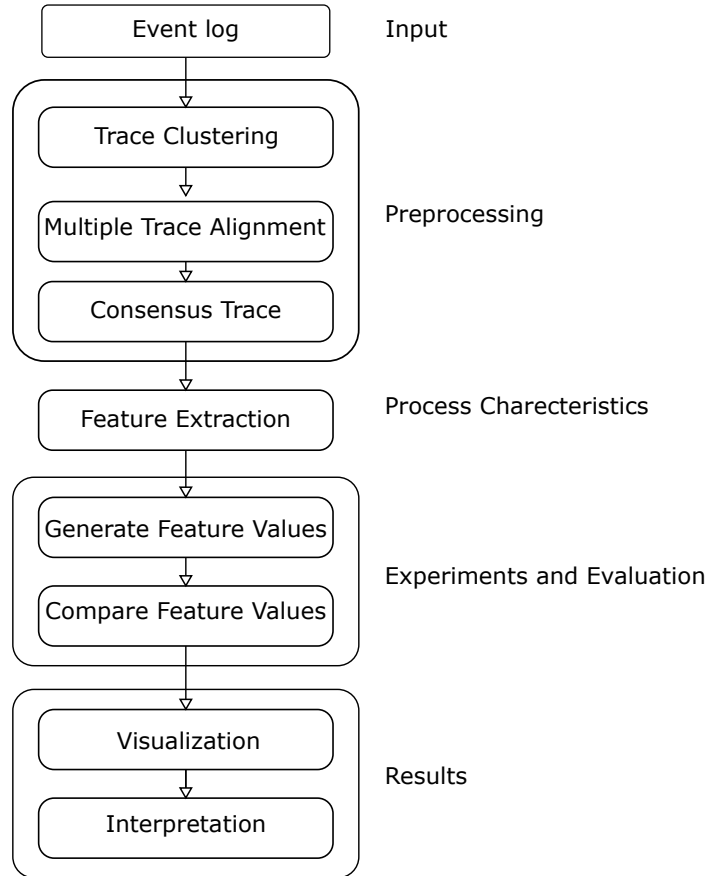 Event log
Input
Trace Clustering
Multiple Trace Alignment
Preprocessing
Consensus Trace
Feature Extraction
Process Charecteristics
Generate Feature Values
Experiments and Evaluation
Compare Feature Values
Visualization
Results
Interpretation